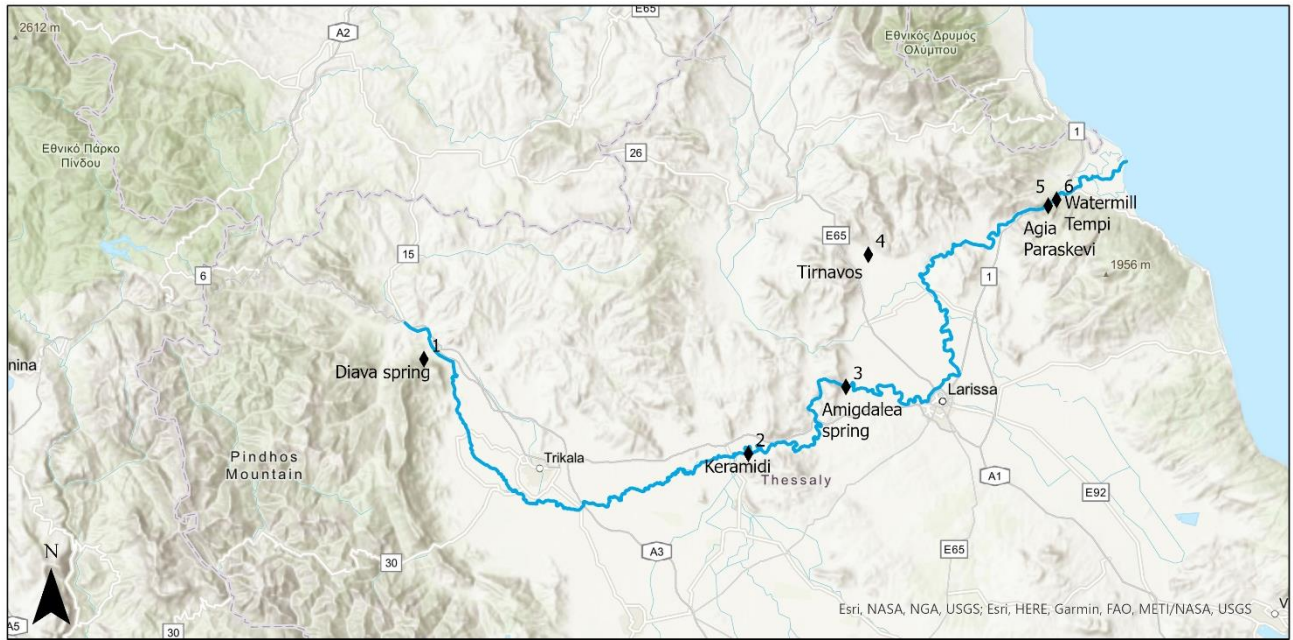 2612 m
A2
E65
Εθνικός Δρυμός
Ολύμπου
1
Εθνικό Πάρκο
Πίνδου
26
5
6
Watermill
Tempi
Agia
Paraskevi
15
E65
4
Tirnavos
6
1
1956 m
nina
1
Diava spring
3
Amigdalea
spring
Larissa
2
Keramidi
Thessaly
Trikala
Pindhos
Mountain
A1
E92
N
30
A3
E65
A5
30
Esri, NASA, NGA, USGS; Esri, HERE, Garmin, FAO, METI/NASA, USGS
V